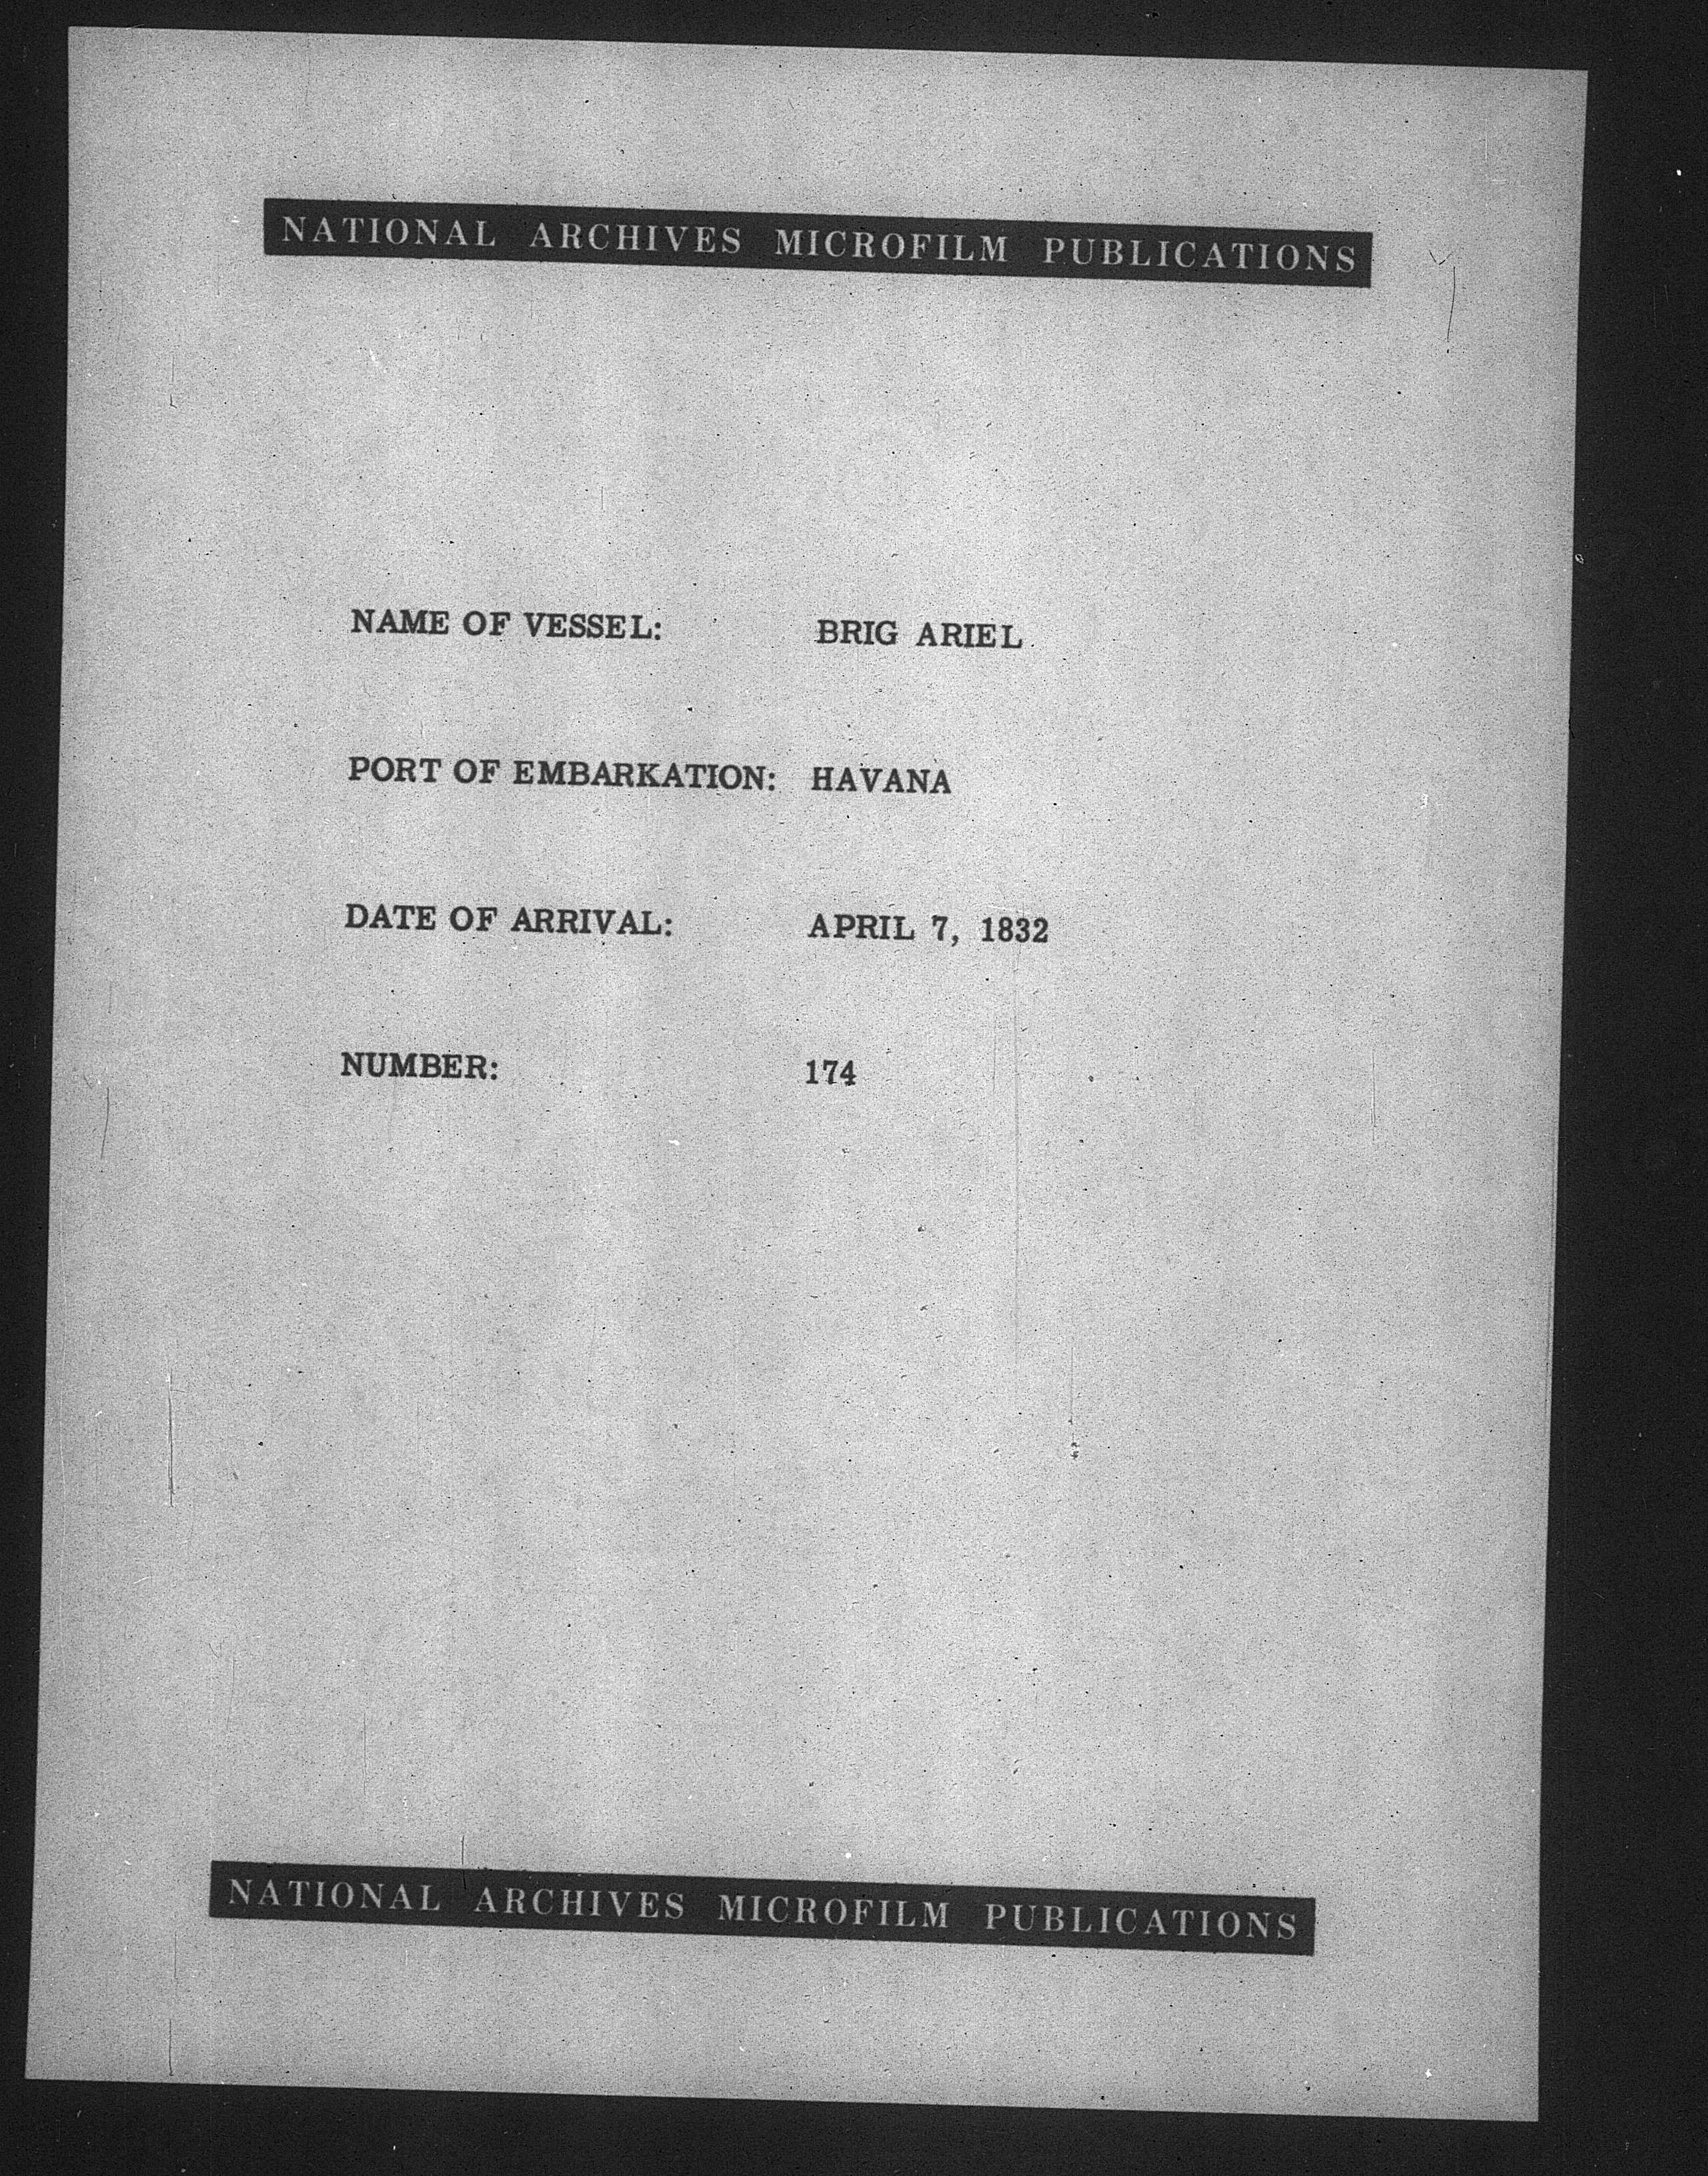 NATIONAL ARCHIVES MICROFILM PUBLICATIONS
NAME OF VESSEL: BRIG ARIEL
PORT OF EMBARKATION: HAVANA
DATE OF ARRIVAL: APRIL 7, 1832
NUMBER: 174
NATIONAL ARCHIVES MICROFILM PUBLICATIONS